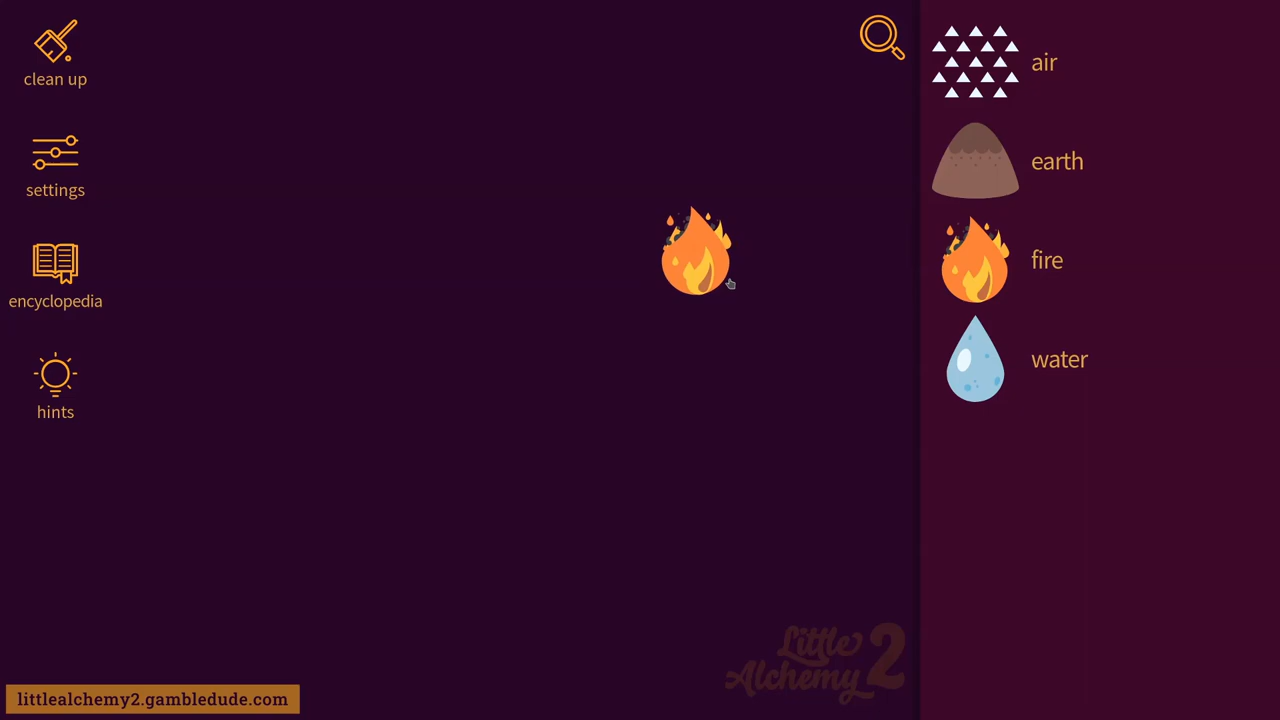 clean up
settings
encyclopedia
hints
air
earth
fire
water
Little
Alchemy 2
littlealchemy2.gambledude.com